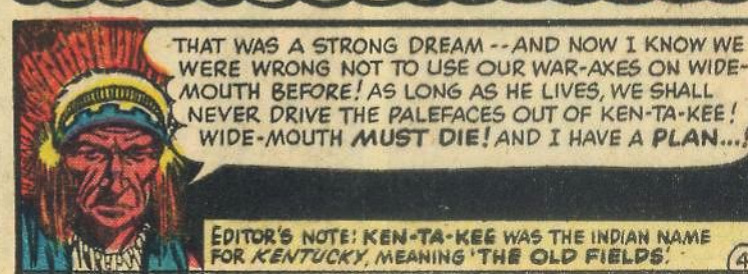 THAT WAS A STRONG DREAM -- AND NOW I KNOW WE
WERE WRONG NOT TO USE OUR WAR-AXES ON WIDE-
MOUTH BEFORE! AS LONG AS HE LIVES, WE SHALL
NEVER DRIVE THE PALEFACES OUT OF KEN-TA-KEE!
WIDE-MOUTH MUST DIE! AND I HAVE A PLAN...!
EDITOR'S NOTE: KEN-TA-KEE WAS THE INDIAN NAME
FOR KENTUCKY, MEANING 'THE OLD FIELDS.'
4